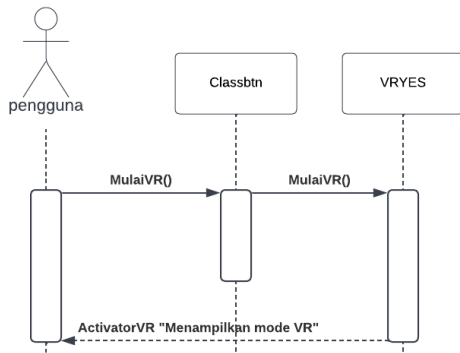 pengguna
Classbtn
VRYES
MulaiVR()
MulaiVR()
ActivatorVR "Menampilkan mode VR"